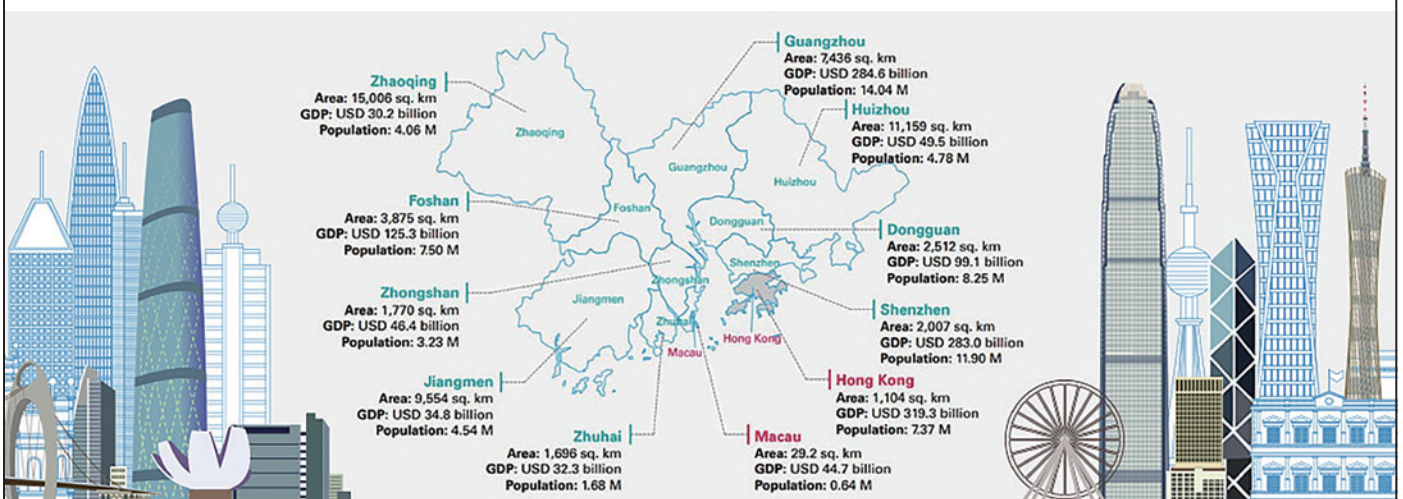 Guangzhou
Area: 7,436 sq. km
GDP: USD 284.6 billion
Population: 14.04 M
Zhaoqing
Area: 15,006 sq. km
GDP: USD 30.2 billion
Population: 4.06 M
Huizhou
Area: 11,159 sq. km
GDP: USD 49.5 billion
Population: 4.78 M
Zhaoqing
Guangzhou
Huizhou
Foshan
Area: 3,875 sq. km
GDP: USD 125.3 billion
Population: 7.50 M
Foshan
Dongguan
Dongguan
Area: 2,512 sq. km
GDP: USD 99.1 billion
Population: 8.25 M
Shenzhen
Zhongshan
Zhongshan
Area: 1,770 sq. km
GDP: USD 46.4 billion
Population: 3.23 M
Jiangmen
Shenzhen
Area: 2,007 sq. km
GDP: USD 283.0 billion
Population: 11.90 M
Zhuhai
Hong Kong
Macau
Jiangmen
Area: 9,554 sq. km
GDP: USD 34.8 billion
Population: 4.54 M
Hong Kong
Area: 1,104 sq. km
GDP: USD 319.3 billion
Population: 7.37 M
Zhuhai
Area: 1,696 sq. km
GDP: USD 32.3 billion
Population: 1.68 M
Macau
Area: 29.2 sq. km
GDP: USD 44.7 billion
Population: 0.64 M